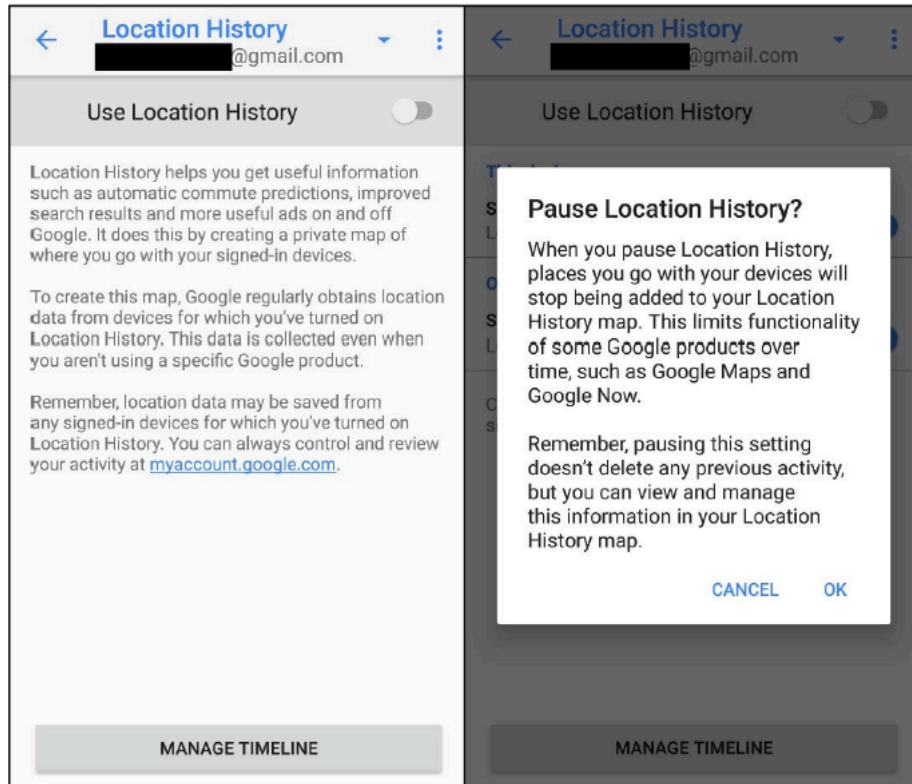 Location History
@gmail.com
Use Location History
Location History helps you get useful information
such as automatic commute predictions, improved
search results and more useful ads on and off
Google. It does this by creating a private map of
where you go with your signed-in devices.
To create this map, Google regularly obtains location
data from devices for which you've turned on
Location History. This data is collected even when
you aren't using a specific Google product.
Remember, location data may be saved from
any signed-in devices for which you've turned on
Location History. You can always control and review
your activity at myaccount.google.com.
MANAGE TIMELINE
Location History
@gmail.com
Use Location History
Pause Location History?
When you pause Location History,
places you go with your devices will
stop being added to your Location
History map. This limits functionality
of some Google products over
time, such as Google Maps and
Google Now.
Remember, pausing this setting
doesn't delete any previous activity,
but you can view and manage
this information in your Location
History map.
CANCEL OK
MANAGE TIMELINE